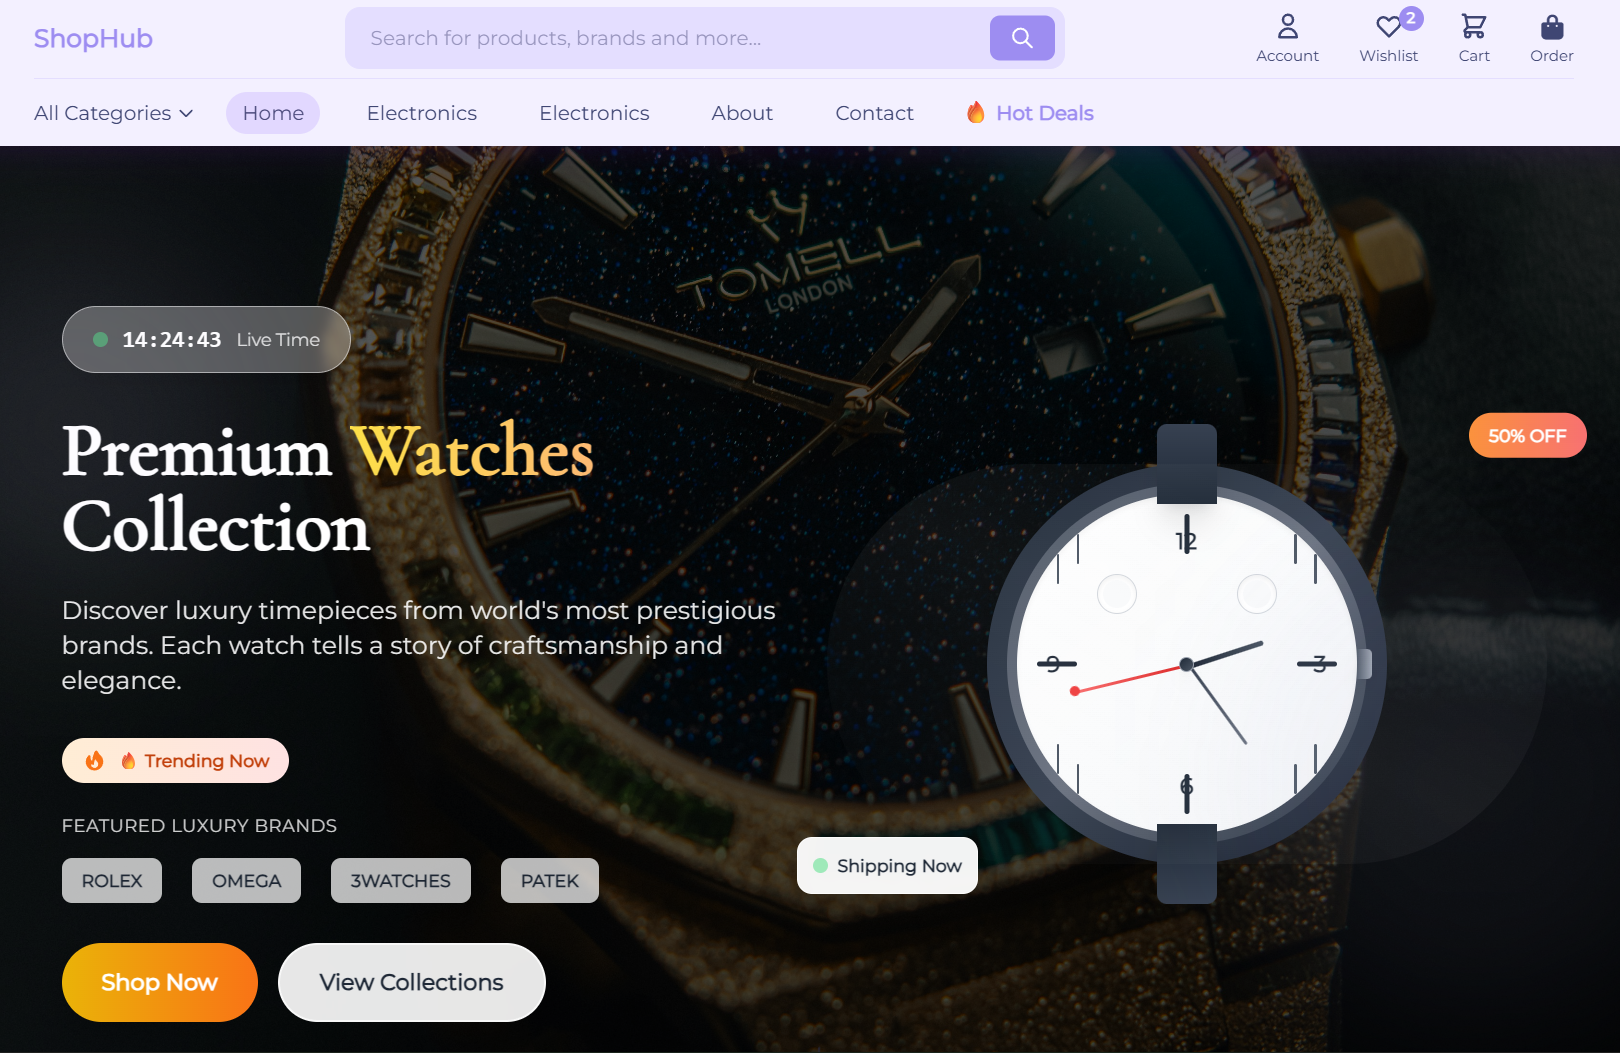 ShopHub
Search for products, brands and more...
2
Account
Wishlist
Cart
Order
All Categories
Home
Electronics
Electronics
About
Contact
🔥 Hot Deals
TOMELL
LONDON
14:24:43 Live Time
50% OFF
Premium Watches
Collection
12
9
3
6
Discover luxury timepieces from world's most prestigious
brands. Each watch tells a story of craftsmanship and
elegance.
🔥 Trending Now
FEATURED LUXURY BRANDS
ROLEX
OMEGA
3WATCHES
PATEK
Shipping Now
Shop Now
View Collections